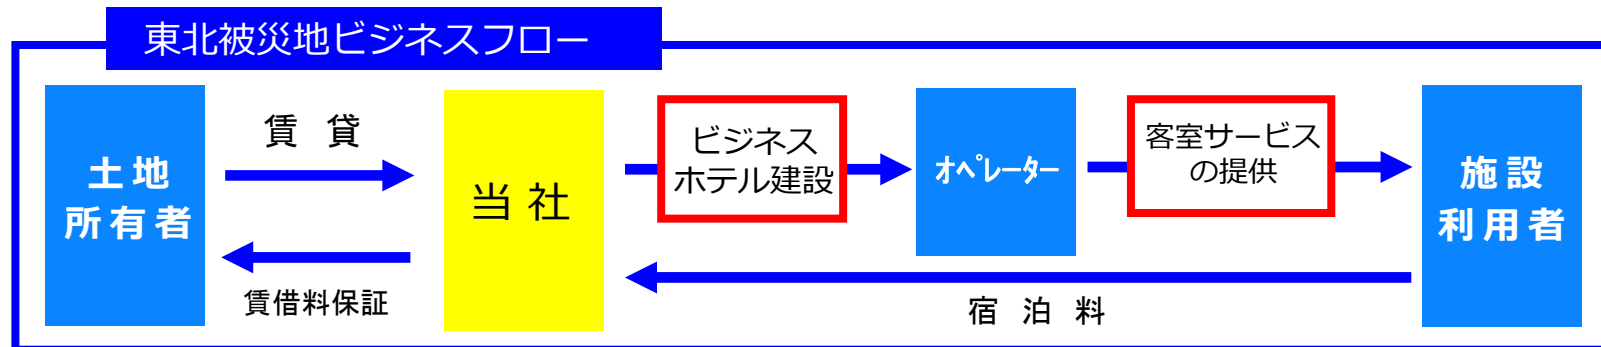 東北被災地ビジネスフロー
土地
所有者
賃貸
賃借料保証
当社
ビジネス
ホテル建設
オペレーター
客室サービス
の提供
宿泊料
施設
利用者